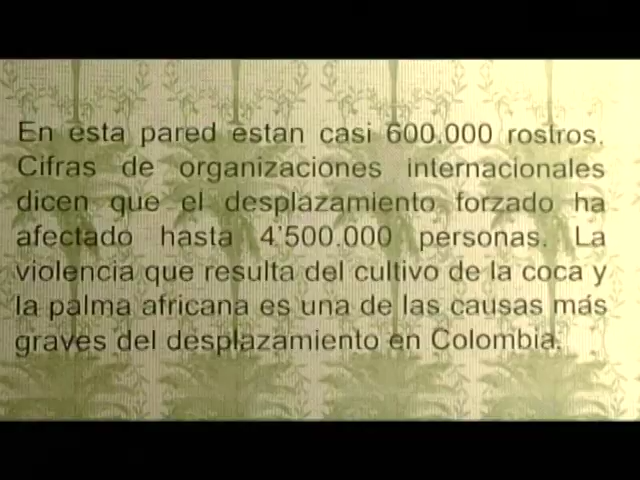 En esta pared estan casi 600.000 rostros.
Cifras de organizaciones internacionales
dicen que el desplazamiento forzado ha
afectado hasta 4'500.000 personas. La
violencia que resulta del cultivo de la coca y
la palma africana es una de las causas más
graves del desplazamiento en Colombia.